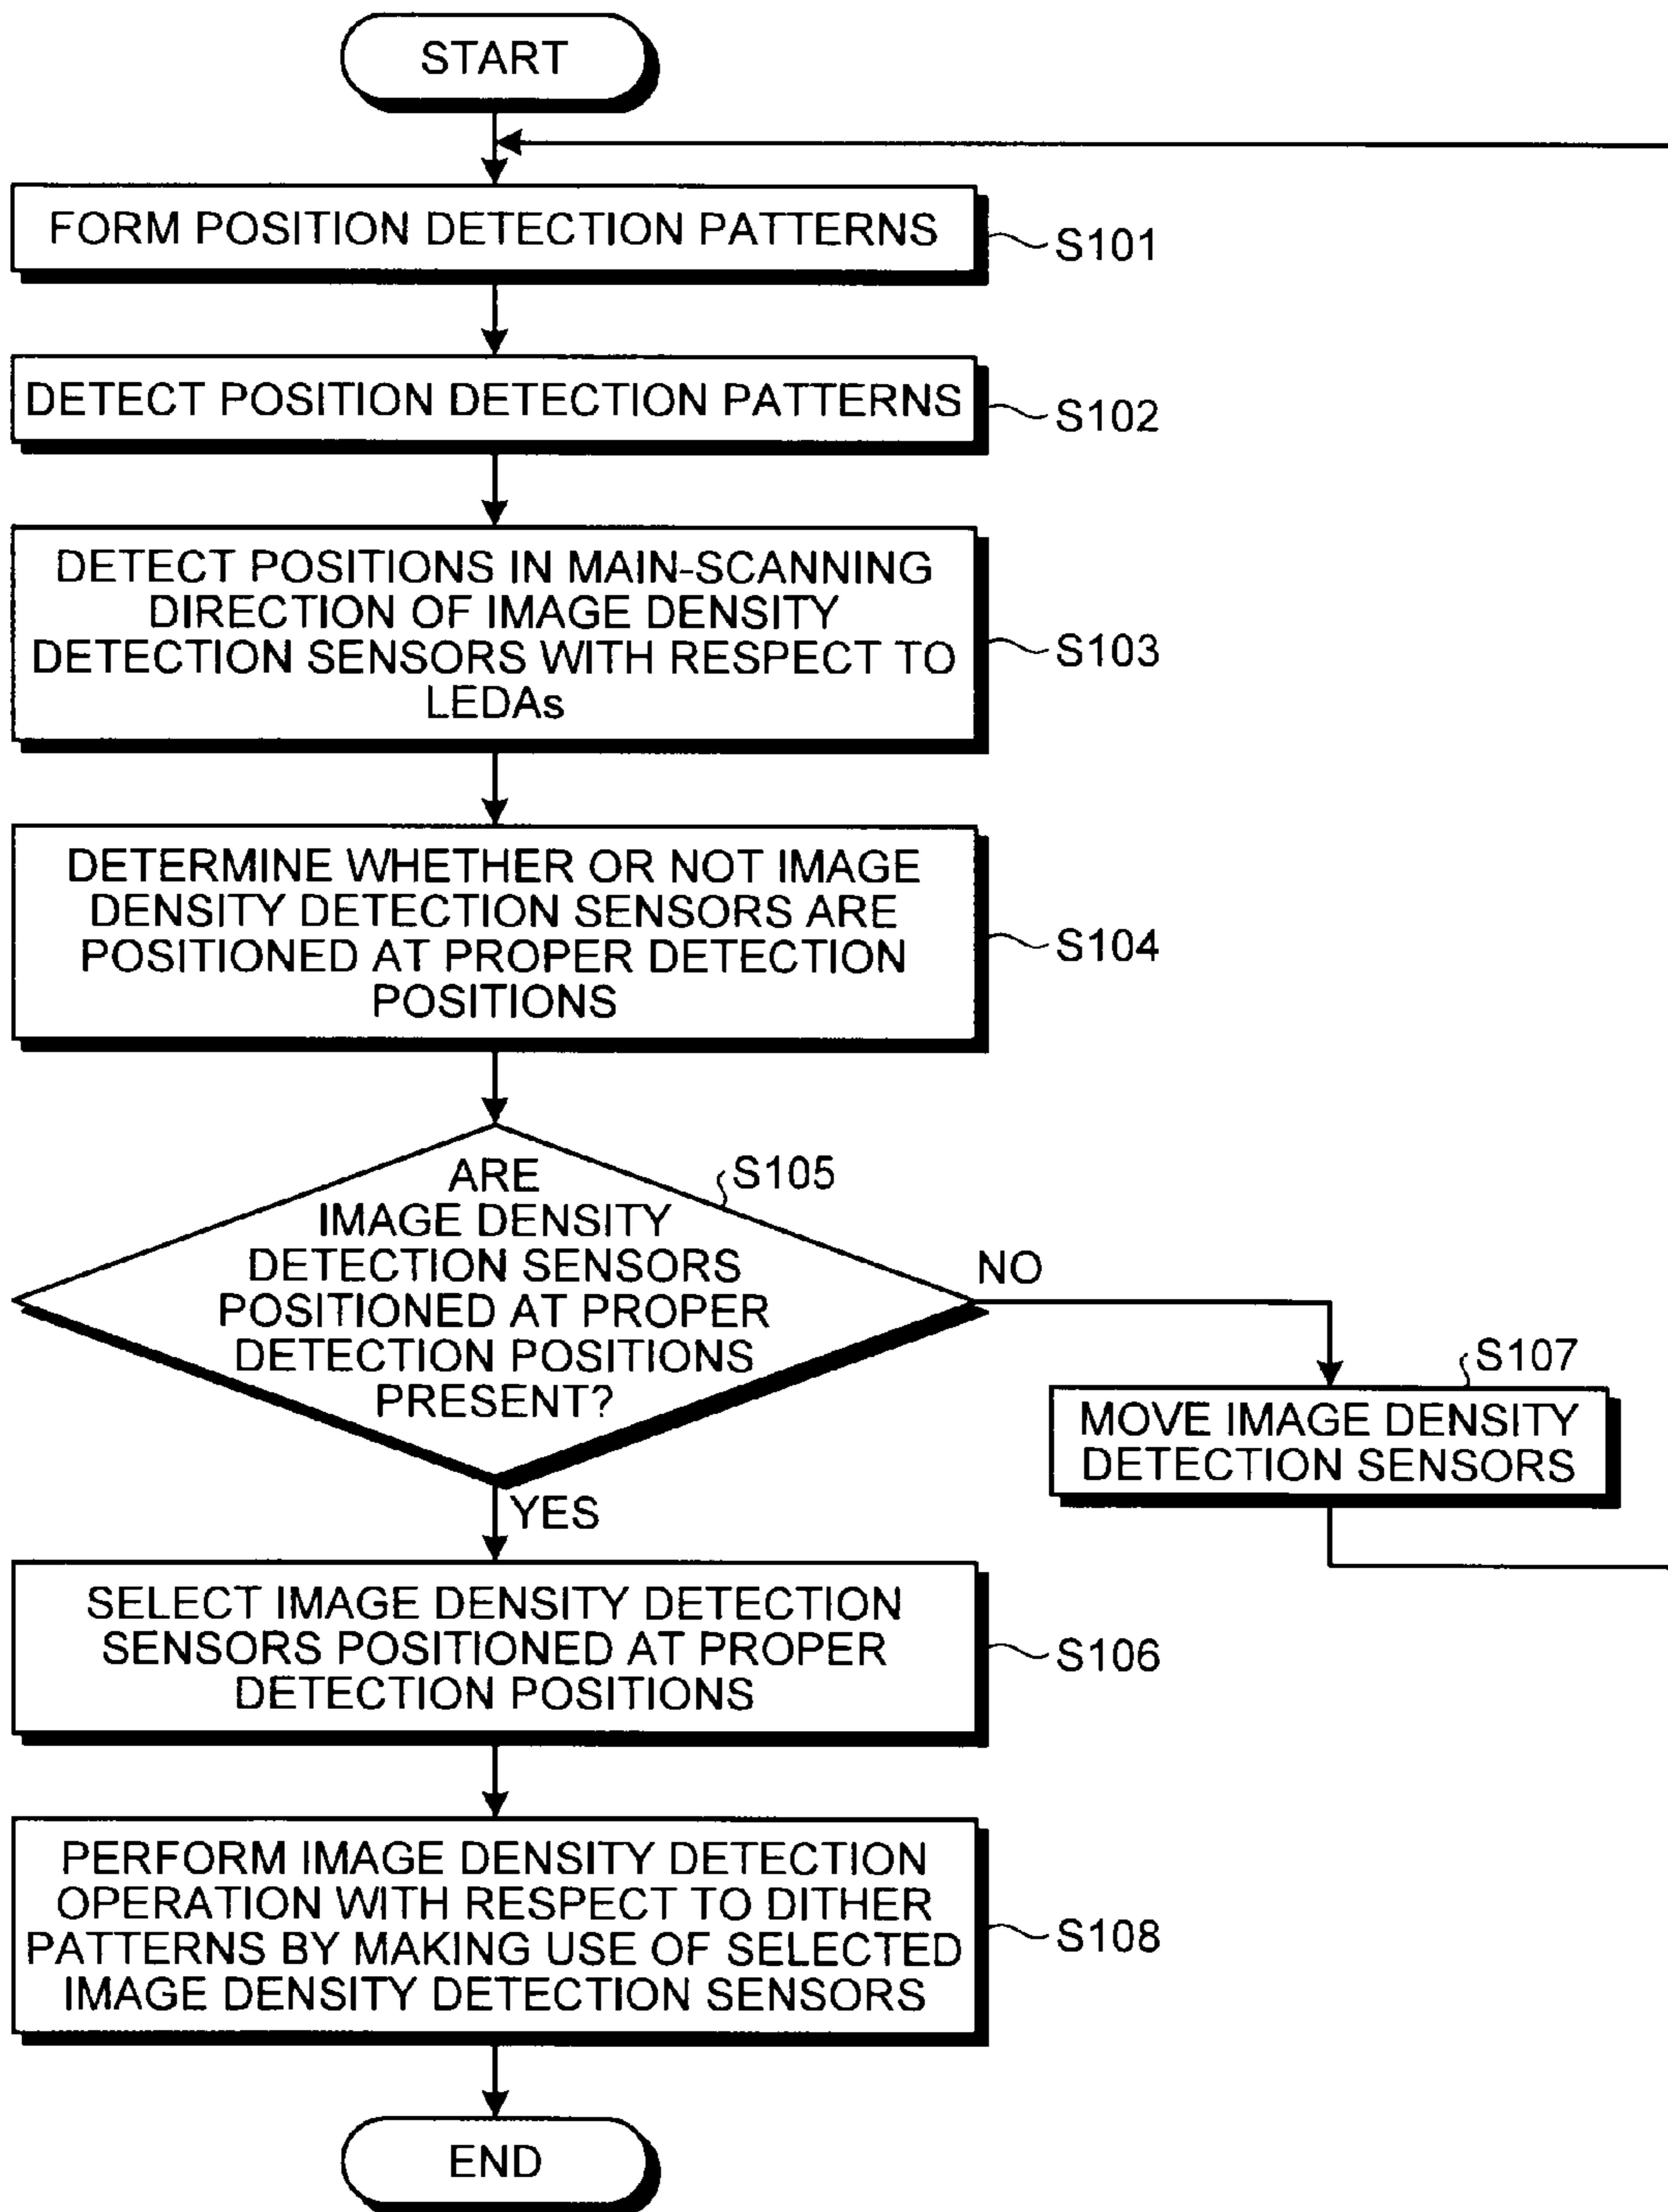 START
FORM POSITION DETECTION PATTERNS
S101
DETECT POSITION DETECTION PATTERNS
S102
DETECT POSITIONS IN MAIN-SCANNING
DIRECTION OF IMAGE DENSITY
DETECTION SENSORS WITH RESPECT TO
LEDAs
S103
DETERMINE WHETHER OR NOT IMAGE
DENSITY DETECTION SENSORS ARE
POSITIONED AT PROPER DETECTION
POSITIONS
S104
ARE
IMAGE DENSITY
DETECTION SENSORS
POSITIONED AT PROPER
DETECTION POSITIONS
PRESENT?
S105
NO
S107
MOVE IMAGE DENSITY
DETECTION SENSORS
YES
SELECT IMAGE DENSITY DETECTION
SENSORS POSITIONED AT PROPER
DETECTION POSITIONS
S106
PERFORM IMAGE DENSITY DETECTION
OPERATION WITH RESPECT TO DITHER
PATTERNS BY MAKING USE OF SELECTED
IMAGE DENSITY DETECTION SENSORS
S108
END